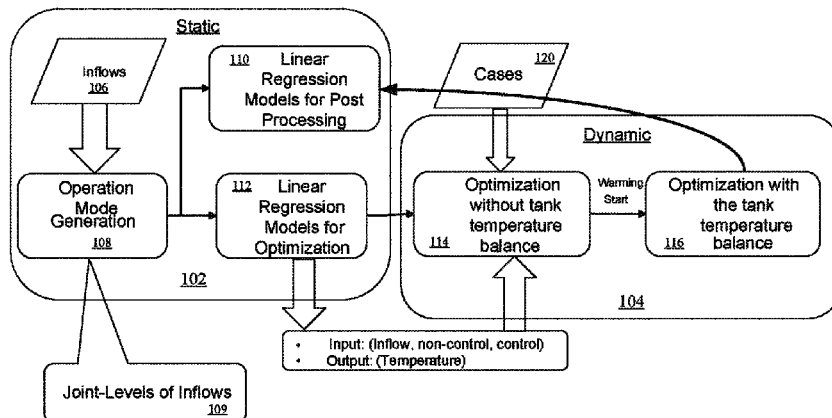 Static
Inflows
106
110
Linear
Regression
Models for Post
Processing
120
Cases
Dynamic
Operation
Mode
Generation
108
112
Linear
Regression
Models for
Optimization
Optimization
without tank
temperature
balance
114
Warming
Start
Optimization with
the tank
temperature
balance.
116
102
104
• Input: (Inflow, non-control, control)
• Output: (Temperature)
Joint-Levels of Inflows
109